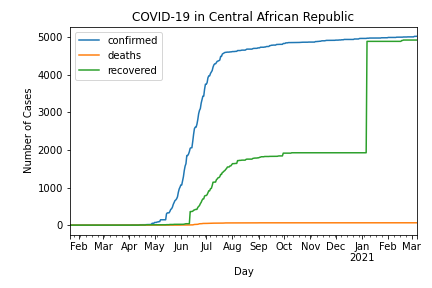 COVID-19 in Central African Republic
confirmed
deaths
recovered
Number of Cases
5000
4000
3000
2000
1000
0
Feb Mar Apr May Jun Jul Aug Sep Oct Nov Dec Jan Feb Mar
2021
Day